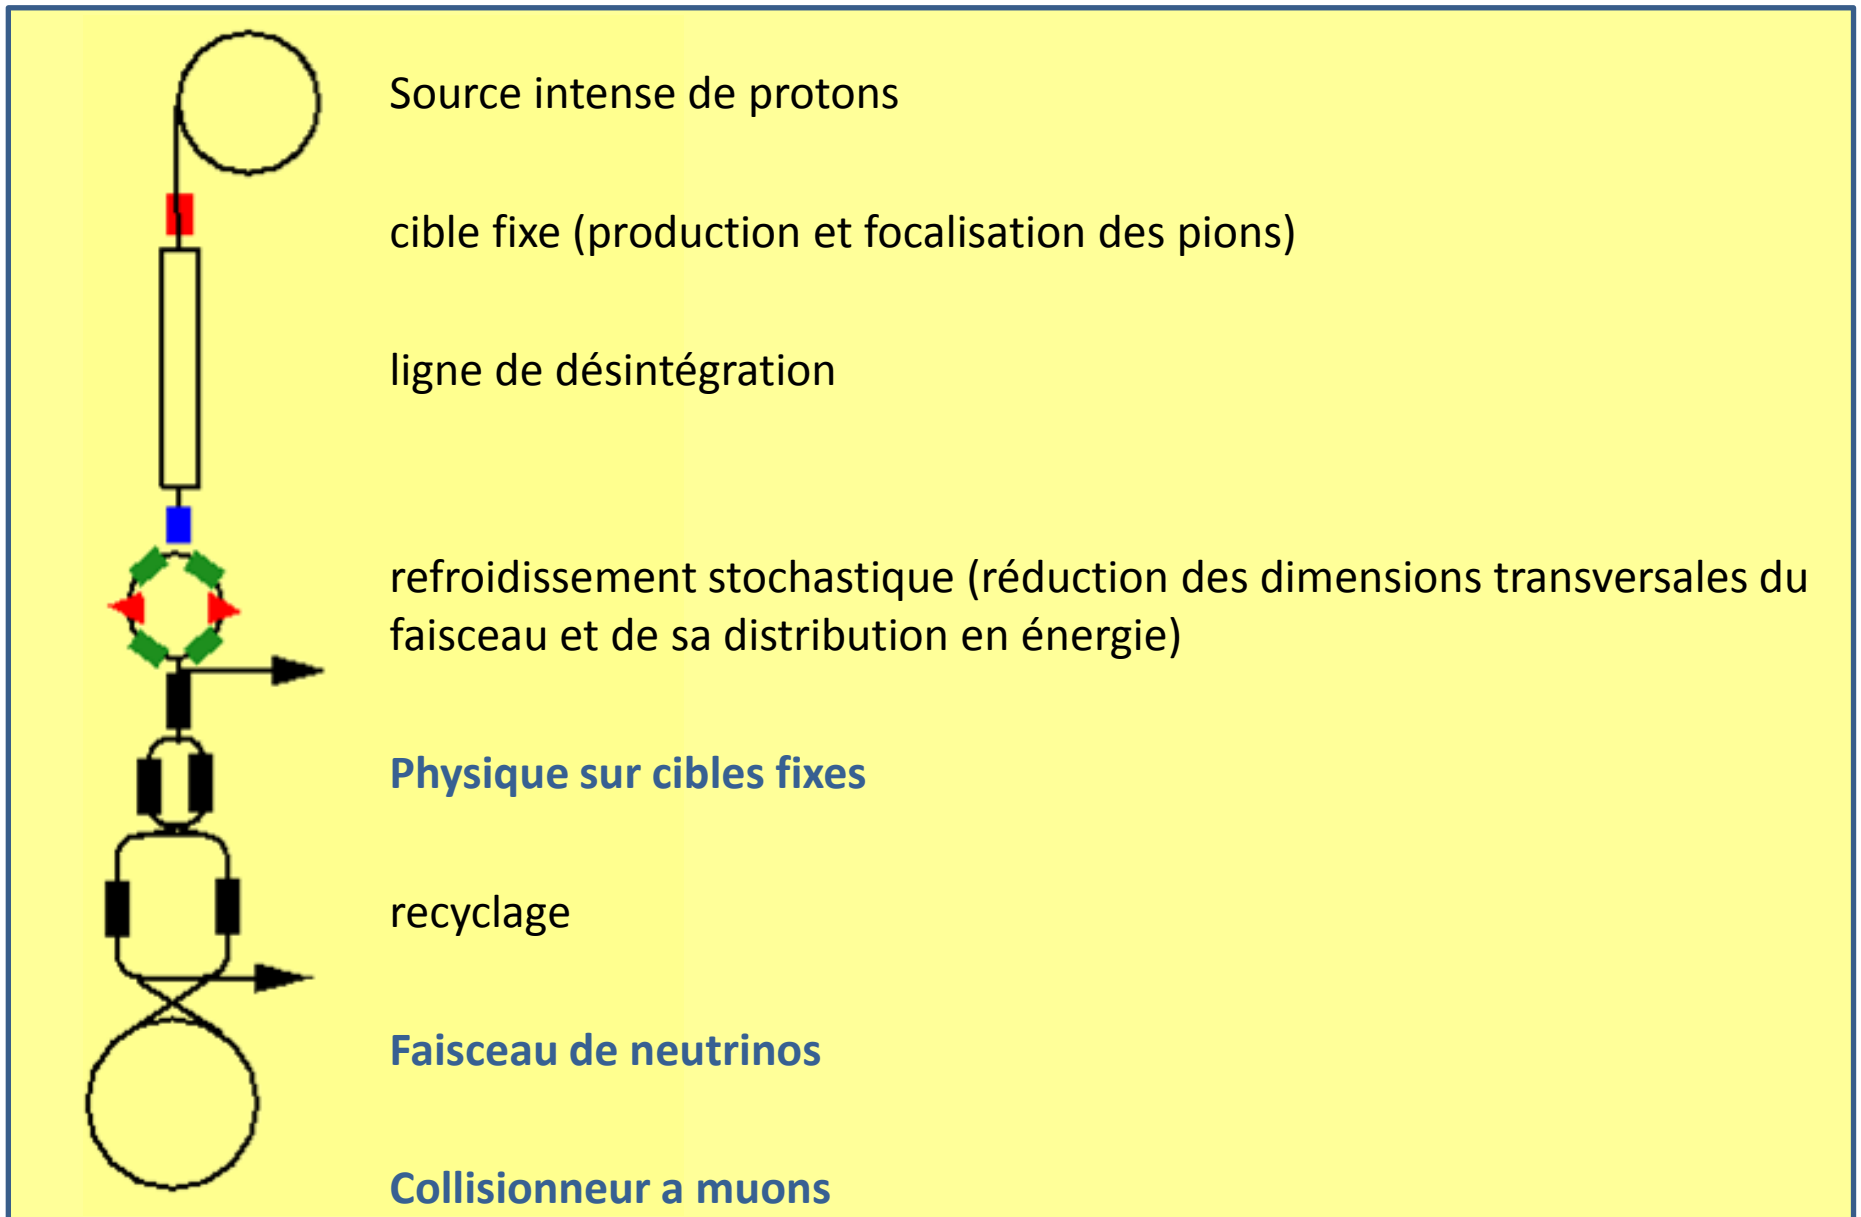 Source intense de protons
cible fixe (production et focalisation des pions)
ligne de désintégration
refroidissement stochastique (réduction des dimensions transversales du
faisceau et de sa distribution en énergie)
Physique sur cibles fixes
recyclage
Faisceau de neutrinos
Collisionneur a muons